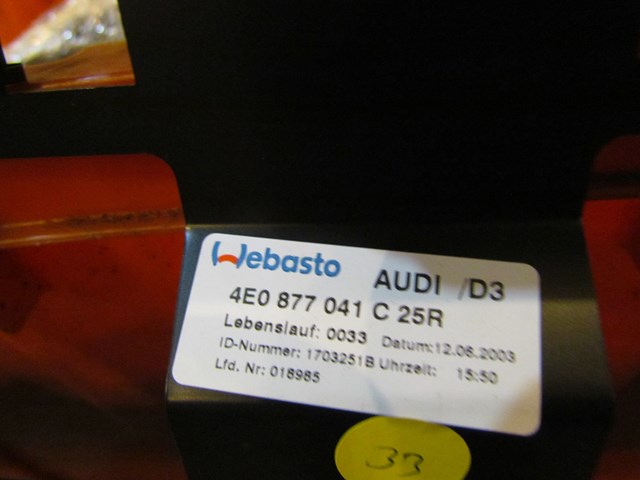 Webasto AUDI /D3
4E0 877 041 C 25R
Lebenslauf: 0033 Datum:12.06.2003
ID-Nummer: 1703251B Uhrzeit: 15:50
Lfd. Nr: 018985
33